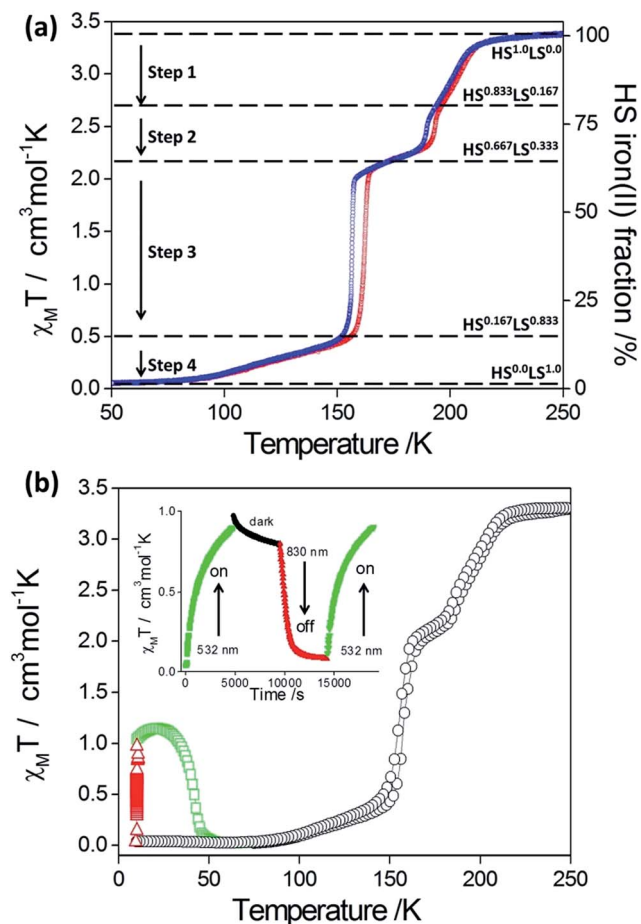 (a)
3.5
3.0
2.5
2.0
1.5
1.0
0.5
0.0
χMT / cm³mol⁻¹K
Step 1
Step 2
Step 3
Step 4
HS¹·⁰LS⁰·⁰
HS⁰·⁸³³LS⁰·¹⁶⁷
HS⁰·⁶⁶⁷LS⁰·³³³
HS⁰·¹⁶⁷LS⁰·⁸³³
HS⁰·⁰LS¹·⁰
100
75
50
25
0
HS iron(II) fraction /%
50 100 150 200 250
Temperature /K
(b)
3.5
3.0
2.5
2.0
1.5
1.0
0.5
0.0
χMT / cm³mol⁻¹K
1.0
0.5
0.0
χMT / cm³mol⁻¹K
dark
830 nm
on
on
off
532 nm
532 nm
0 5000 10000 15000
Time /s
0 50 100 150 200 250
Temperature /K